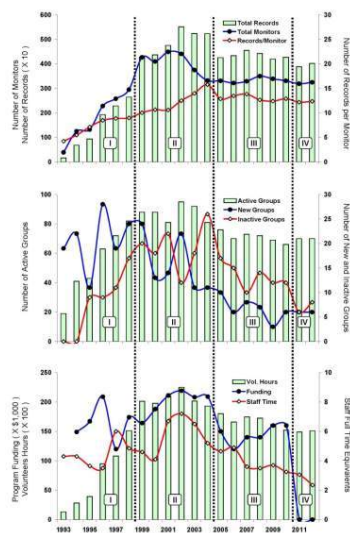 Number of Monitors
Number of Records ( X 10 )
600
500
400
300
200
100
0
Total Records
Total Monitors
Records/Monitor
I
II
III
IV
30
25
20
15
10
5
0
Number of Records
per Monitor
Number of Active Groups
100
80
60
40
20
0
Active Groups
New Groups
Inactive Groups
I
II
III
IV
30
25
20
15
10
5
0
Number of New
and Inactive Groups
Program Funding ( X $1,000 )
Volunteers Hours ( X 100 )
250
200
150
100
50
0
Vol. Hours
Funding
Staff Time
I
II
III
IV
10
8
6
4
2
0
Staff Full Time
Equivalents
1993 1995 1997 1999 2001 2003 2005 2007 2009 2011